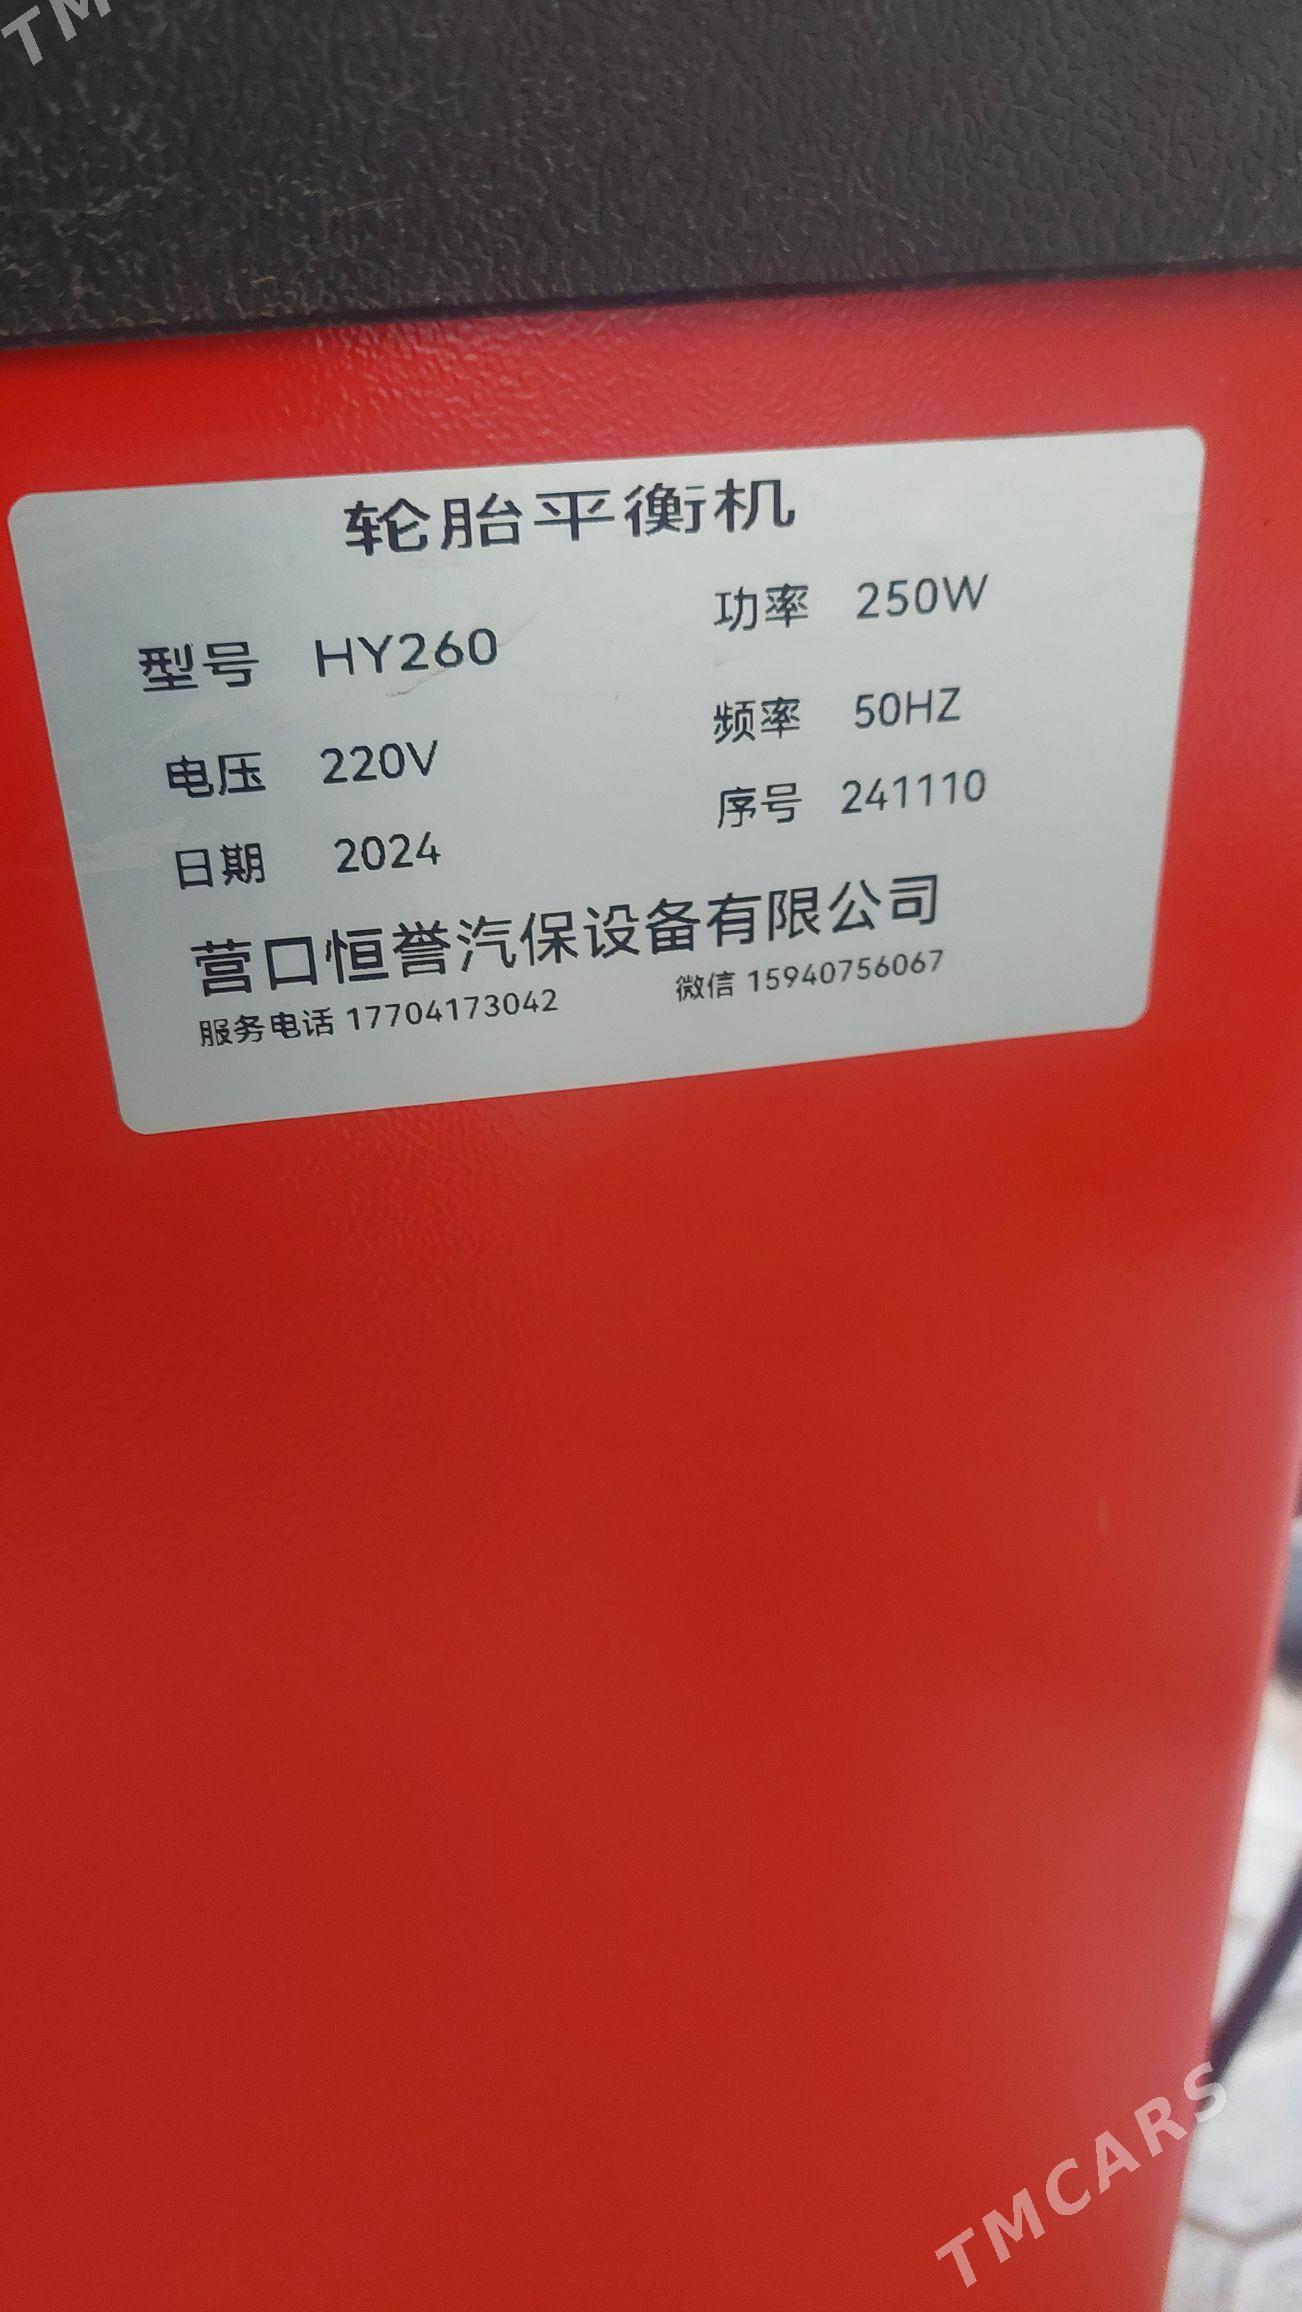 TM
轮胎平衡机
型号 HY260 功率 250W
电压 220V 频率 50HZ
日期 2024 序号 241110
营口恒誉汽保设备有限公司
服务电话 17704173042 微信 15940756067
TMCARS